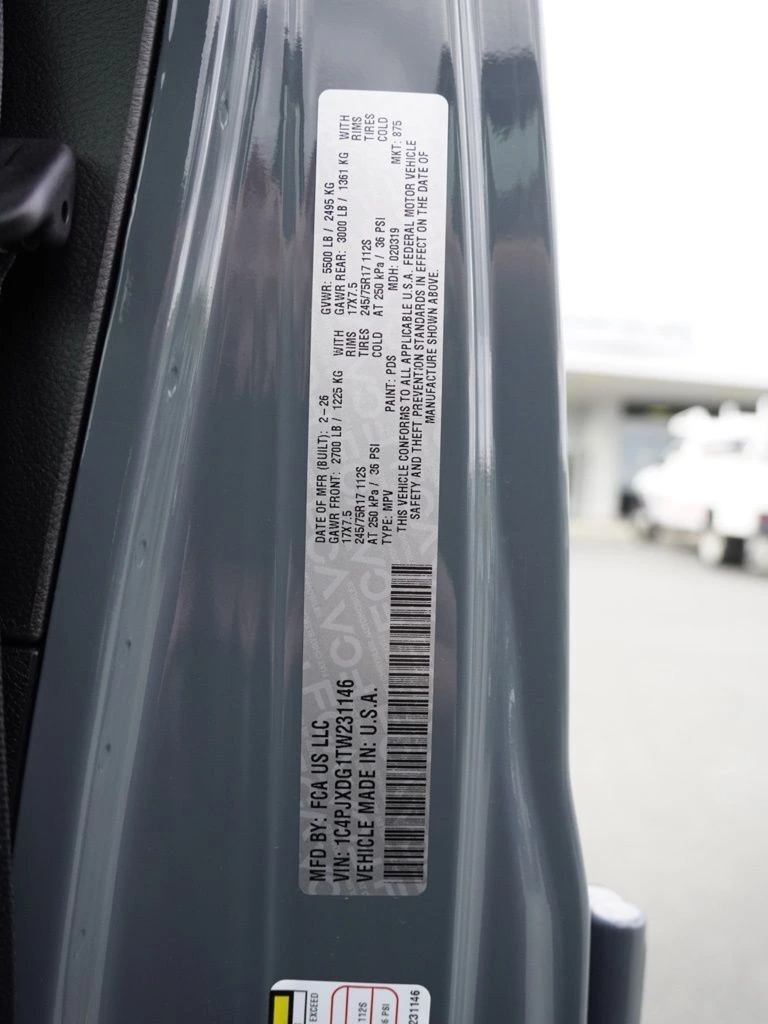 MFD BY: FCA US LLC
VIN: 1C4PJXDG1TW231146
VEHICLE MADE IN: U.S.A.
DATE OF MFR (BUILT): 2-26 GVWR: 5500 LB / 2495 KG
GAWR FRONT: 2700 LB / 1225 KG WITH GAWR REAR: 3000 LB / 1361 KG WITH
17X7.5 RIMS 17X7.5 RIMS
245/75R17 112S TIRES 245/75R17 112S TIRES
AT 250 kPa / 36 PSI COLD AT 250 kPa / 36 PSI COLD
TYPE: MPV PAINT: PDS MDH: 020319 MKT: 875
THIS VEHICLE CONFORMS TO ALL APPLICABLE U.S.A. FEDERAL MOTOR VEHICLE
SAFETY AND THEFT PREVENTION STANDARDS IN EFFECT ON THE DATE OF
MANUFACTURE SHOWN ABOVE.
EXCEED
112S
PSI
231146